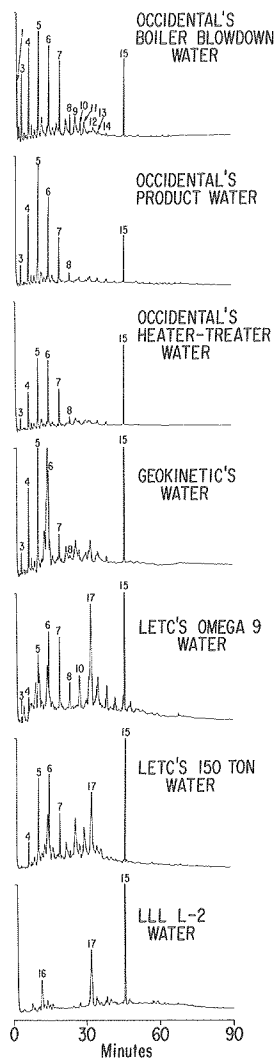 OCCIDENTAL'S
BOILER BLOWDOWN
WATER
1
3
4
5
6
7
8
9
10
11
12
13
14
15
OCCIDENTAL'S
PRODUCT WATER
3
4
5
6
7
8
15
OCCIDENTAL'S
HEATER-TREATER
WATER
3
4
5
6
7
8
15
GEOKINETIC'S
WATER
3
4
5
6
7
8
15
LETC'S OMEGA 9
WATER
3
4
5
6
7
8
10
17
15
LETC'S 150 TON
WATER
4
5
6
7
17
15
LLL L-2
WATER
16
17
15
0 30 60 90
Minutes